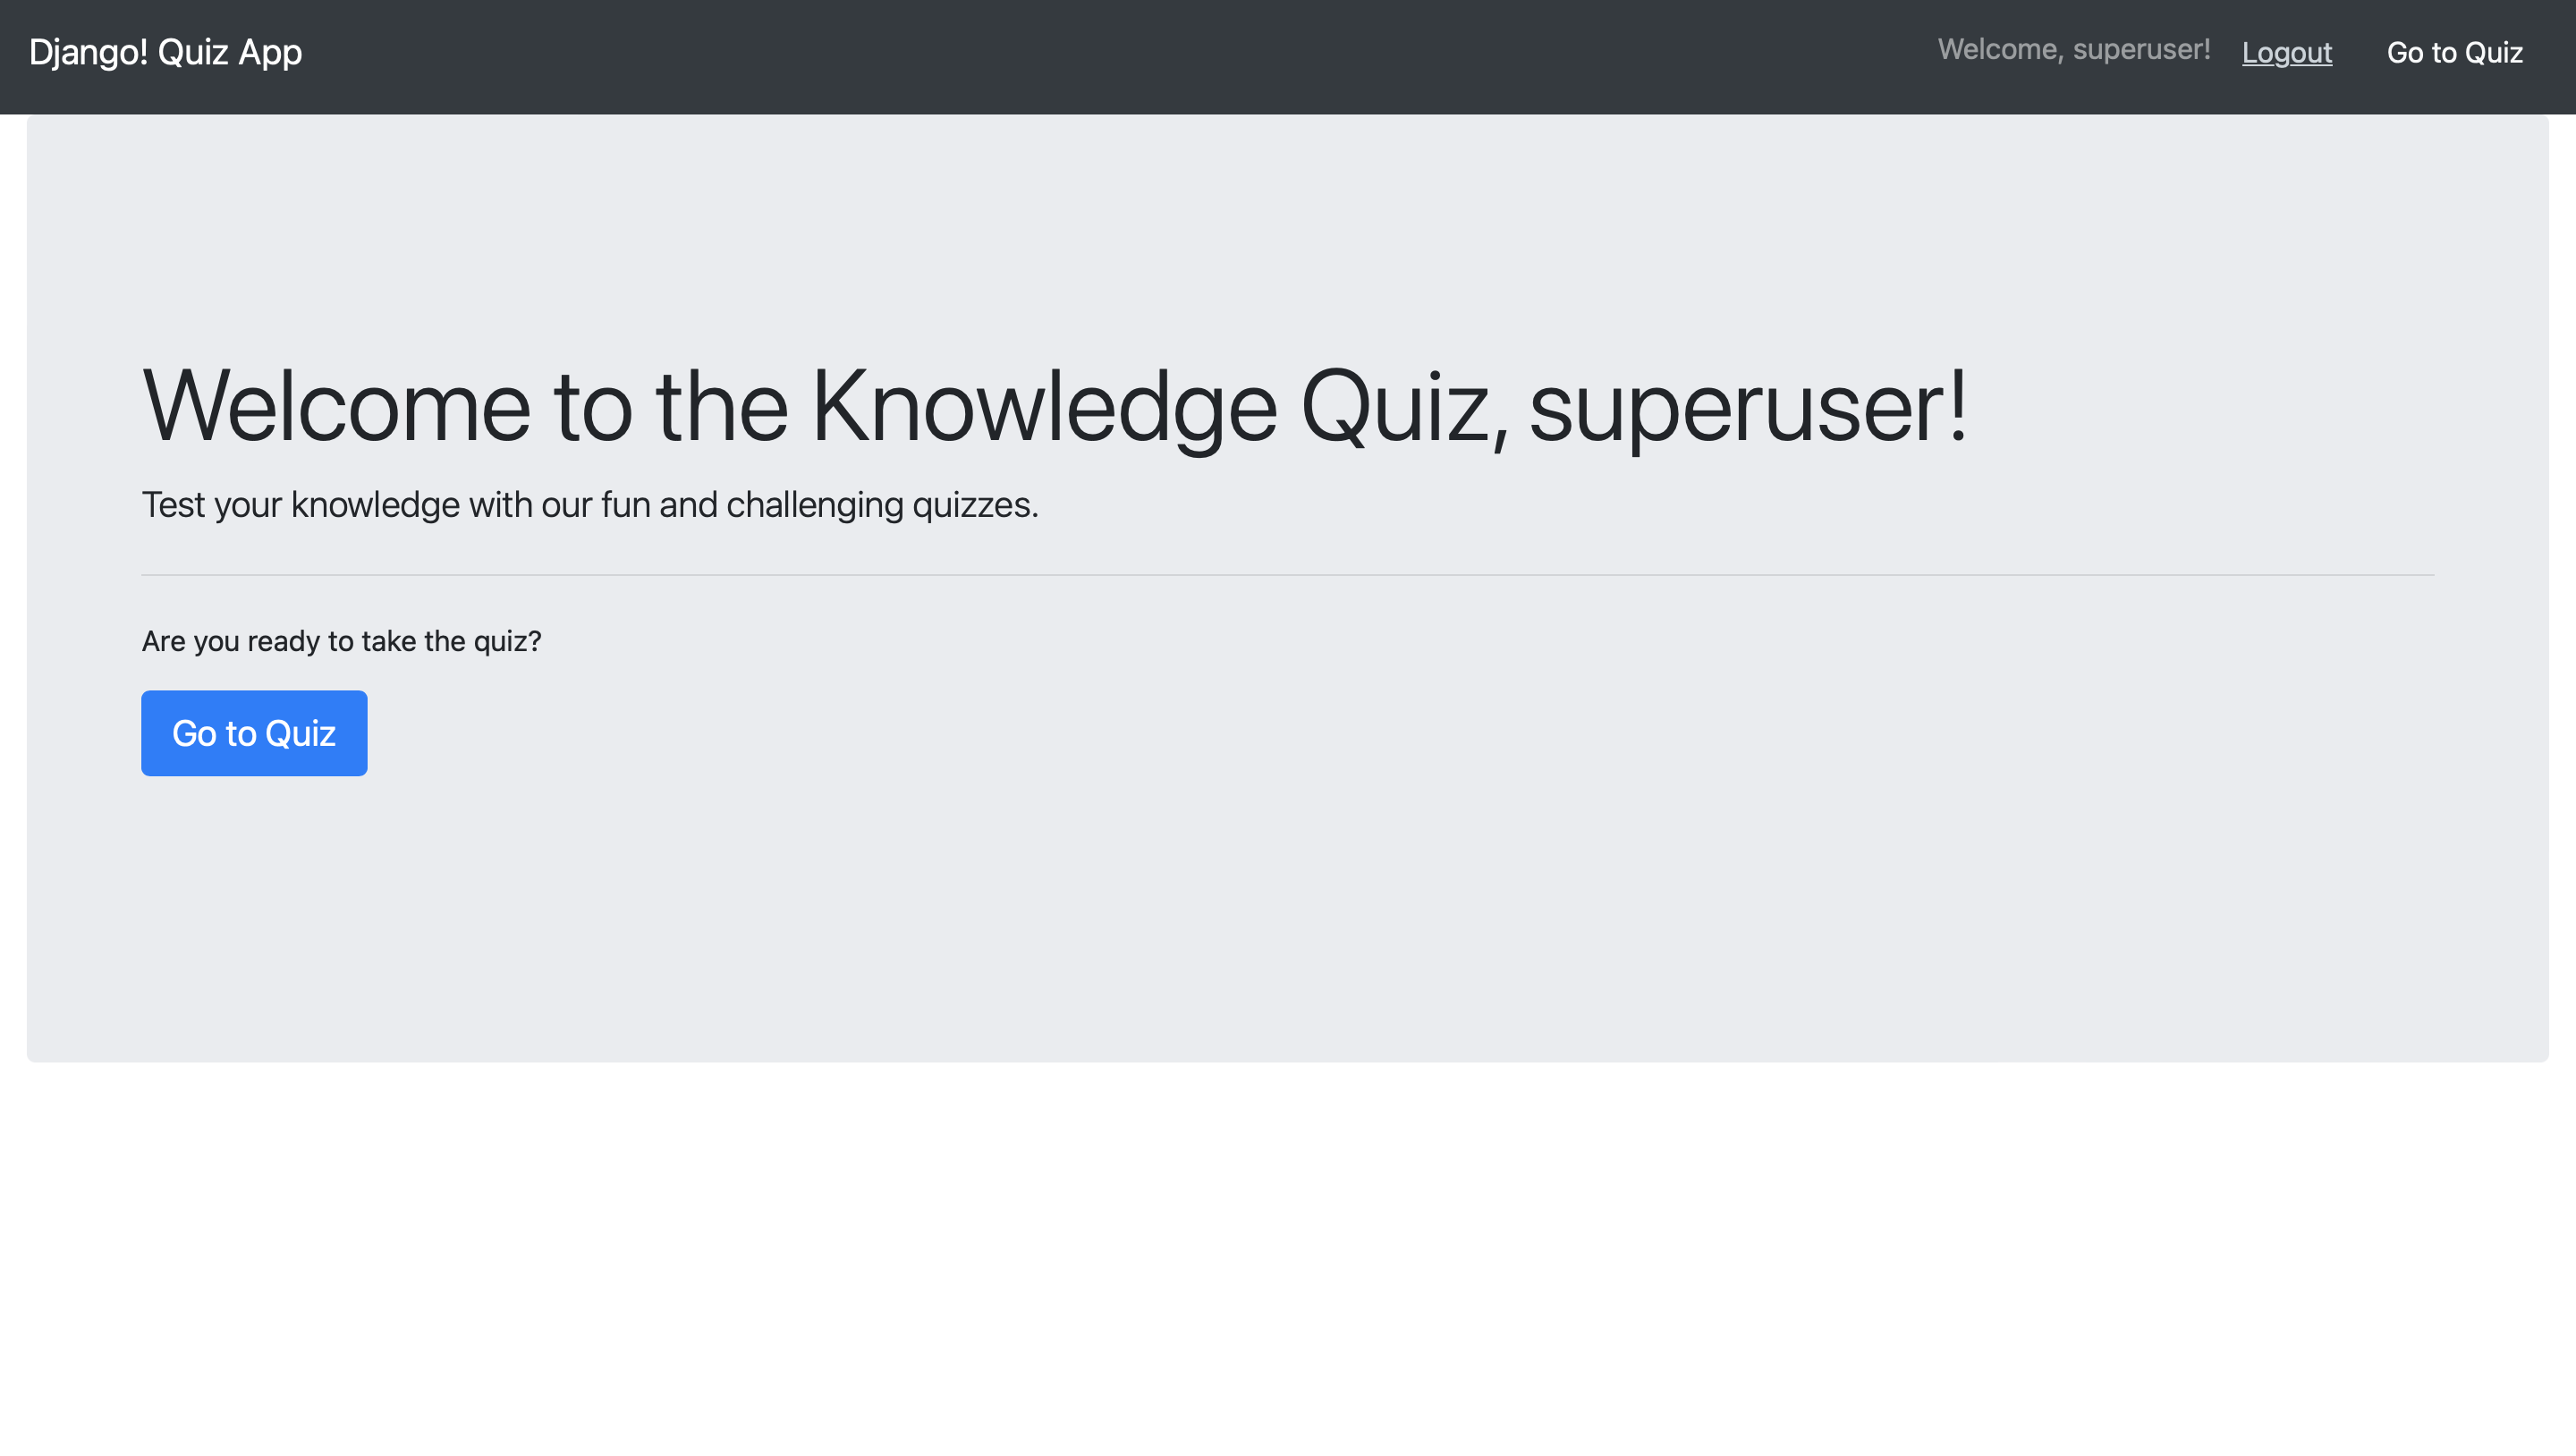 Django! Quiz App
Welcome, superuser! Logout Go to Quiz
Welcome to the Knowledge Quiz, superuser!
Test your knowledge with our fun and challenging quizzes.
Are you ready to take the quiz?
Go to Quiz